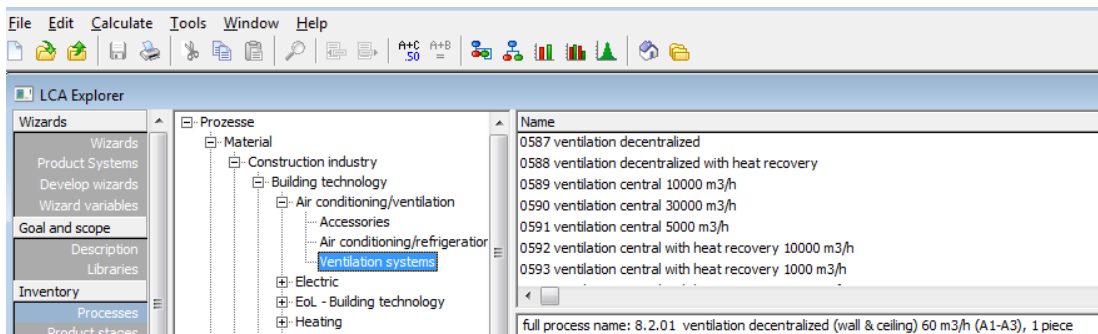 File Edit Calculate Tools Window Help
A+C .50 A+B =
LCA Explorer
Wizards
Wizards
Product Systems
Develop wizards
Wizard variables
Goal and scope
Description
Libraries
Inventory
Processes
Product stages
Prozesse
Material
Construction industry
Building technology
Air conditioning/ventilation
Accessories
Air conditioning/refrigeration
Ventilation systems
Electric
EoL - Building technology
Heating
Name
0587 ventilation decentralized
0588 ventilation decentralized with heat recovery
0589 ventilation central 10000 m3/h
0590 ventilation central 30000 m3/h
0591 ventilation central 5000 m3/h
0592 ventilation central with heat recovery 10000 m3/h
0593 ventilation central with heat recovery 1000 m3/h
full process name: 8.2.01 ventilation decentralized (wall & ceiling) 60 m3/h (A1-A3), 1 piece